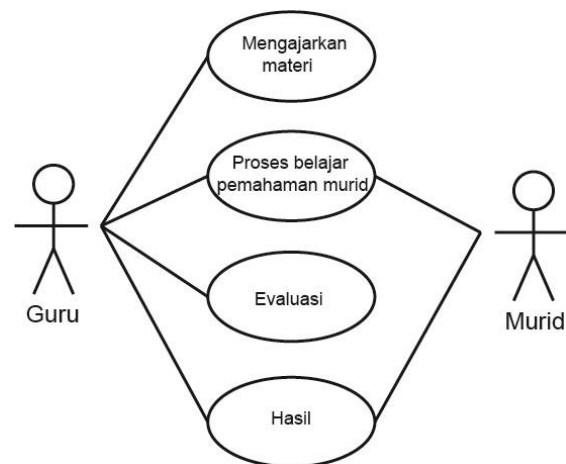 Mengajarkan
materi
Proses belajar
pemahaman murid
Evaluasi
Guru
Murid
Hasil